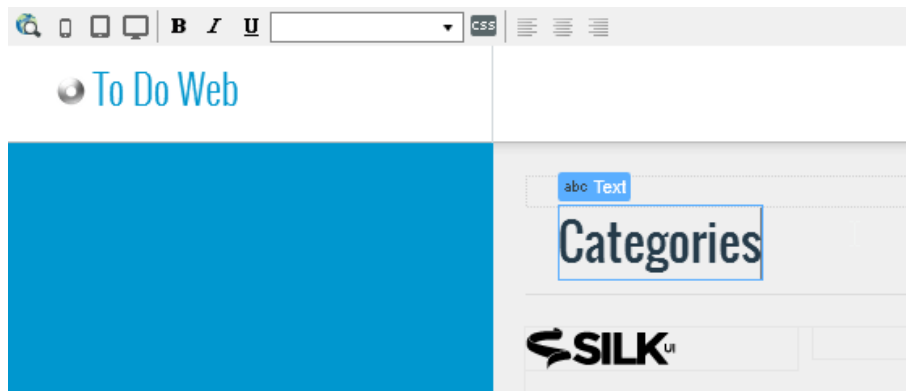 B I U CSS
To Do Web
abc Text
Categories
SILK UI